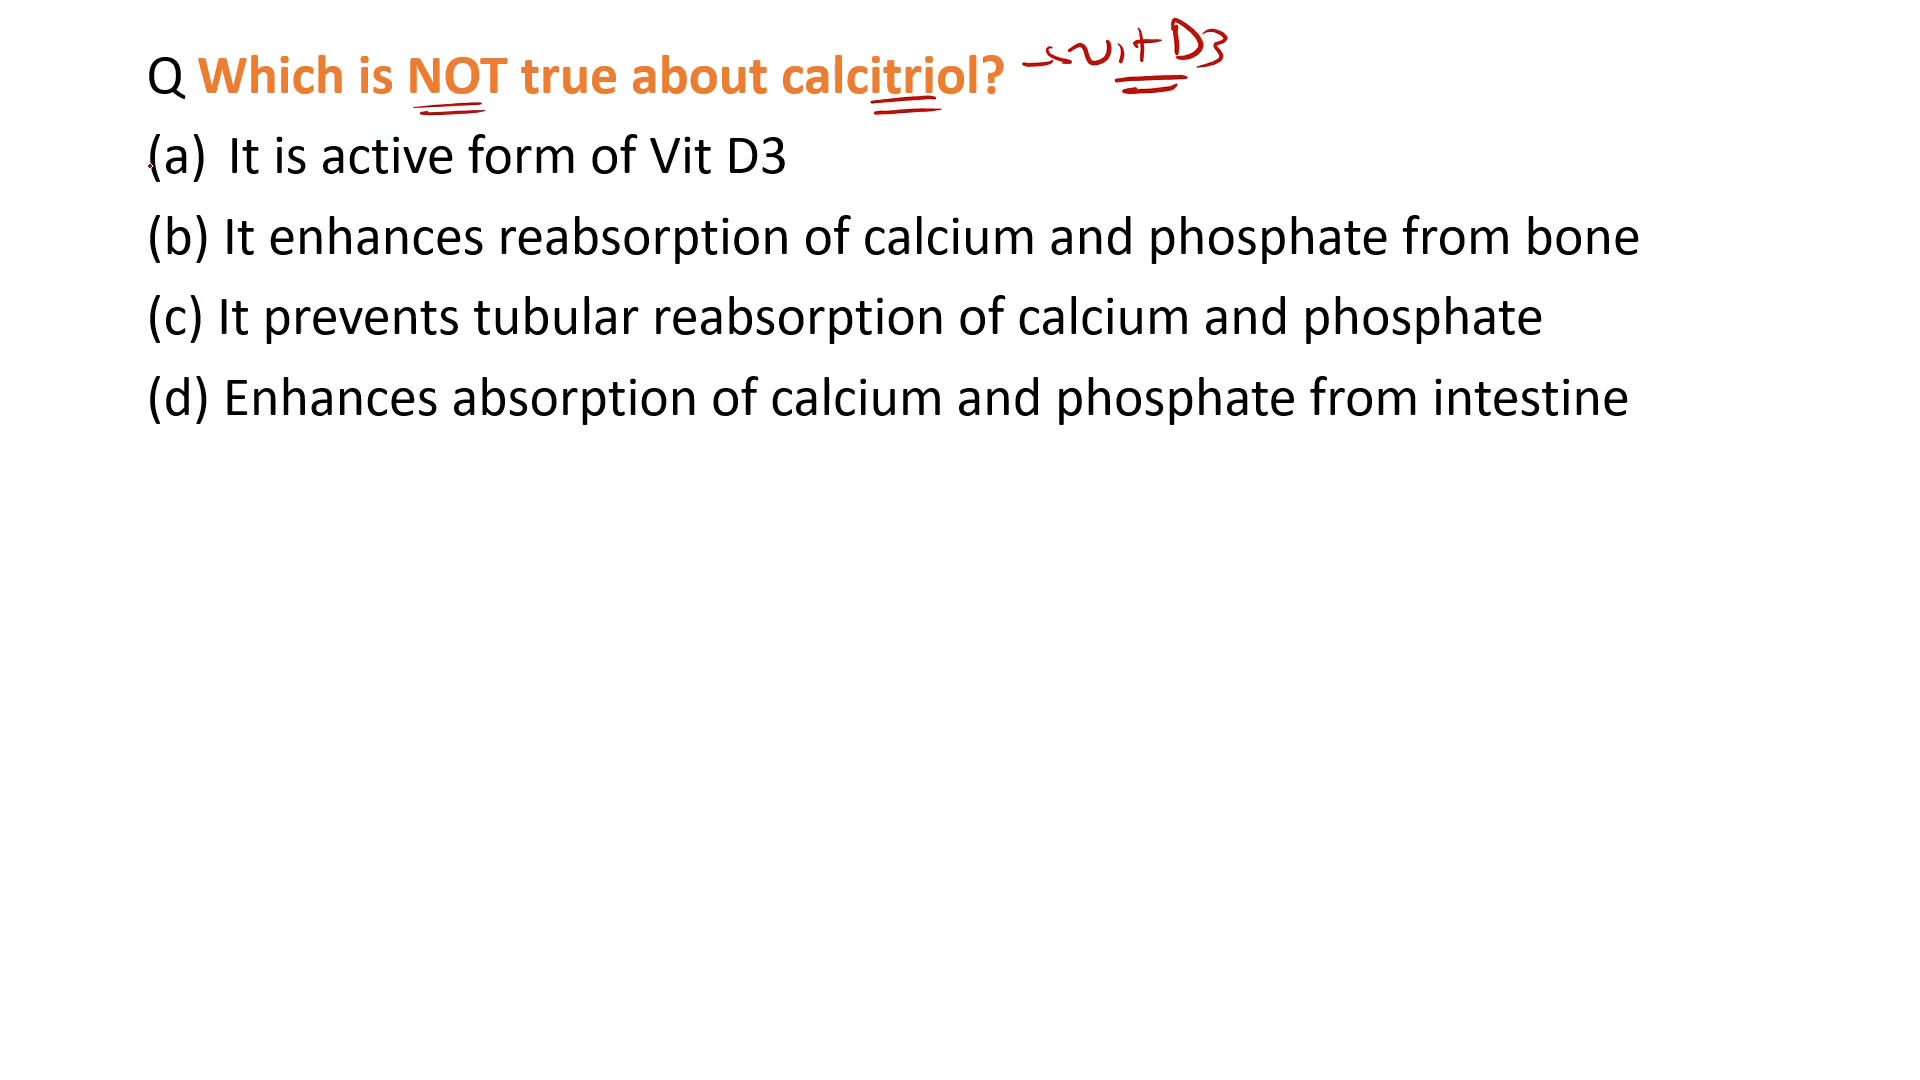 Q Which is NOT true about calcitriol? → Vit D3
(a) It is active form of Vit D3
(b) It enhances reabsorption of calcium and phosphate from bone
(c) It prevents tubular reabsorption of calcium and phosphate
(d) Enhances absorption of calcium and phosphate from intestine